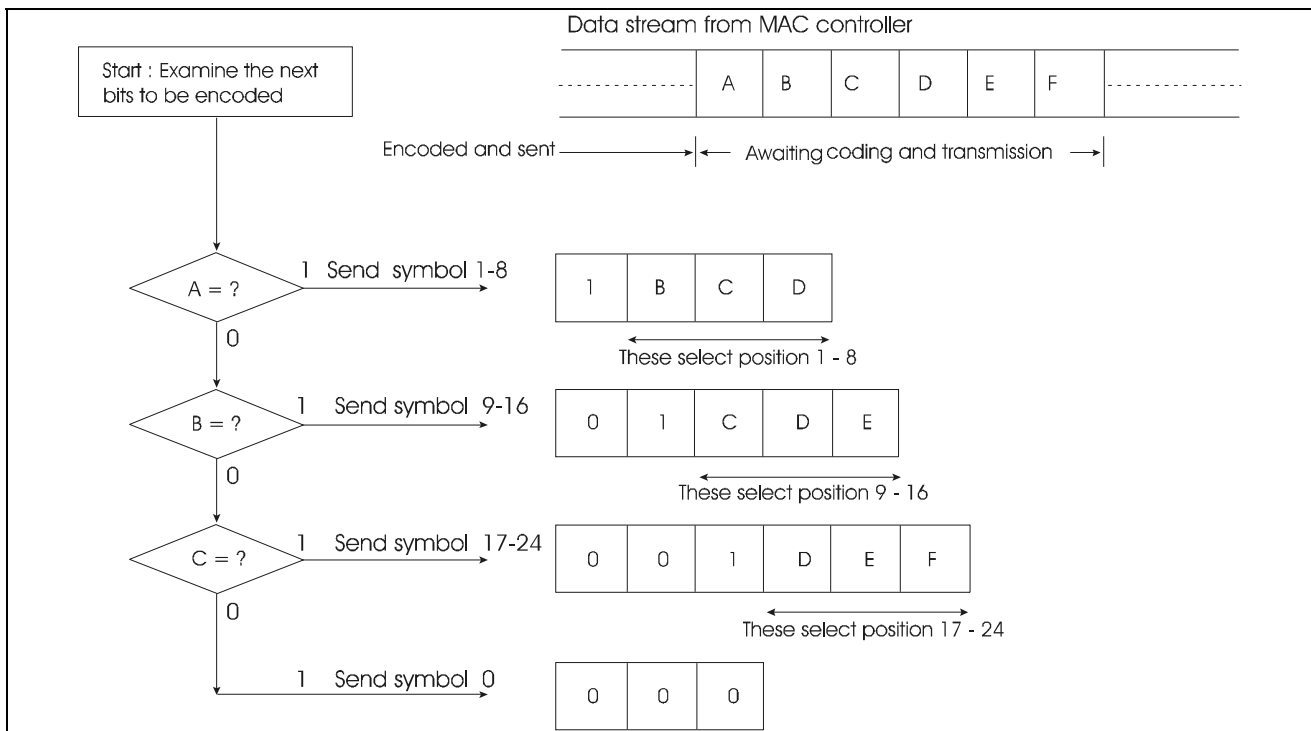 Data stream from MAC controller
Start : Examine the next
bits to be encoded
A B C D E F
Encoded and sent
Awaiting coding and transmission
A = ?
1 Send symbol 1-8
1 B C D
0
These select position 1 - 8
B = ?
1 Send symbol 9-16
0 1 C D E
0
These select position 9 - 16
C = ?
1 Send symbol 17-24
0 0 1 D E F
0
These select position 17 - 24
1 Send symbol 0
0 0 0